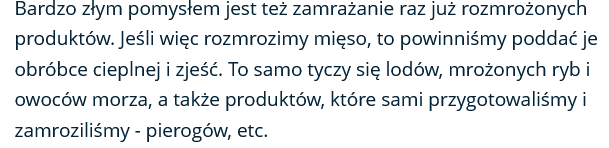 Bardzo złym pomysłem jest też zamrażanie raz już rozmrożonych
produktów. Jeśli więc rozmrozimy mięso, to powinniśmy poddać je
obróbce cieplnej i zjeść. To samo tyczy się lodów, mrożonych ryb i
owoców morza, a także produktów, które sami przygotowaliśmy i
zamroziliśmy - pierogów, etc.